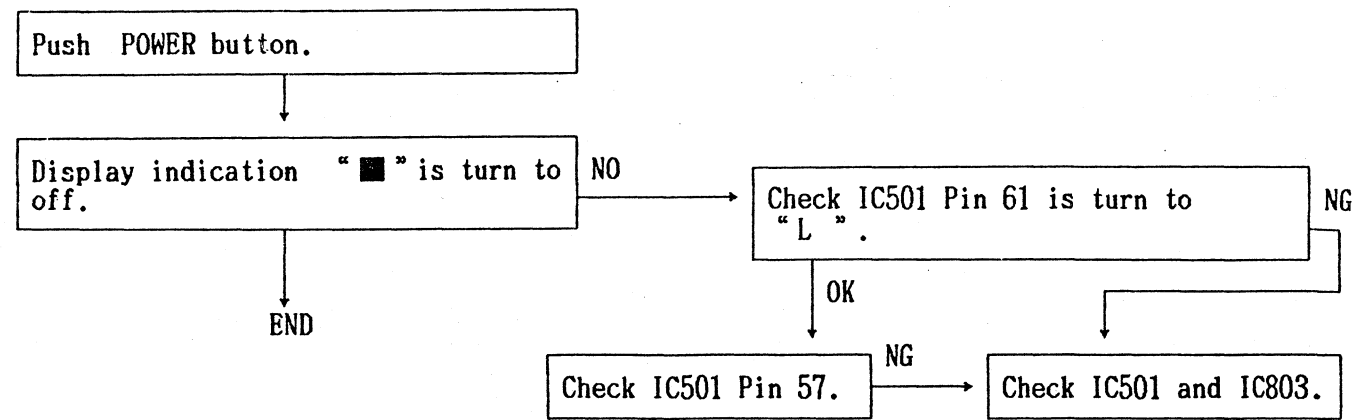 Push POWER button.
Display indication “ ■ ” is turn to
off.
NO
Check IC501 Pin 61 is turn to
“ L ” .
NG
OK
END
Check IC501 Pin 57.
NG
Check IC501 and IC803.